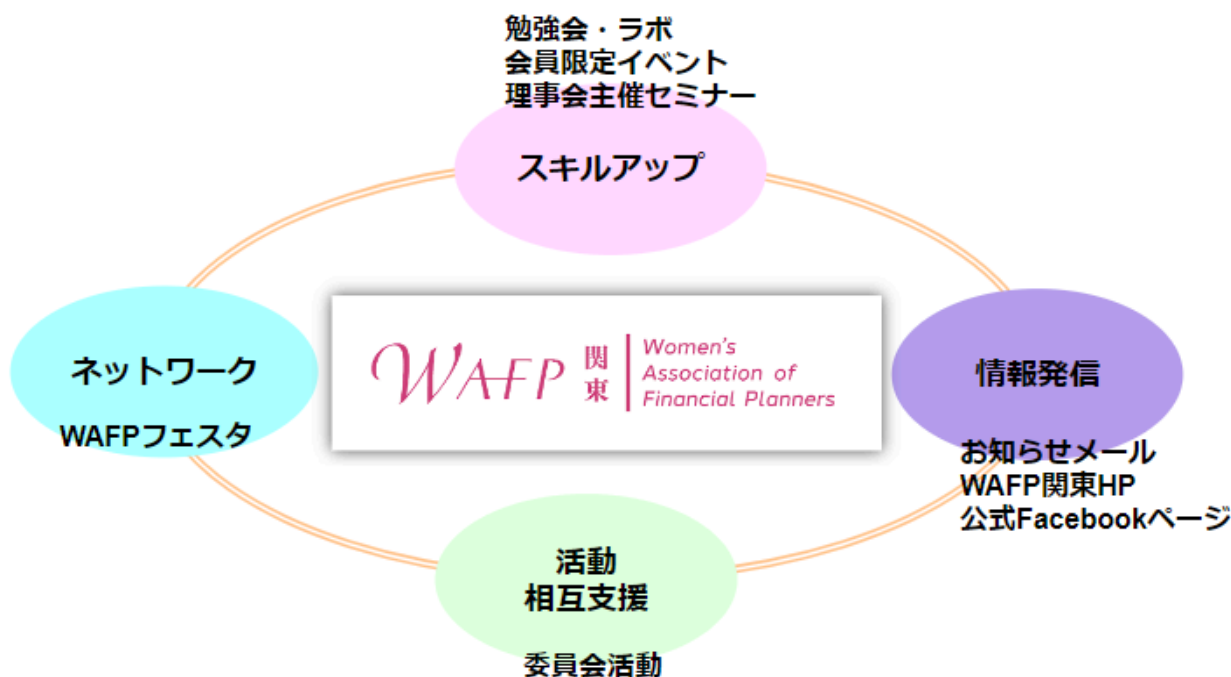 勉強会・ラボ
会員限定イベント
理事会主催セミナー
スキルアップ
ネットワーク
WAFPフェスタ
WAFP 関東
Women's
Association of
Financial Planners
情報発信
お知らせメール
WAFP関東HP
公式Facebookページ
活動
相互支援
委員会活動